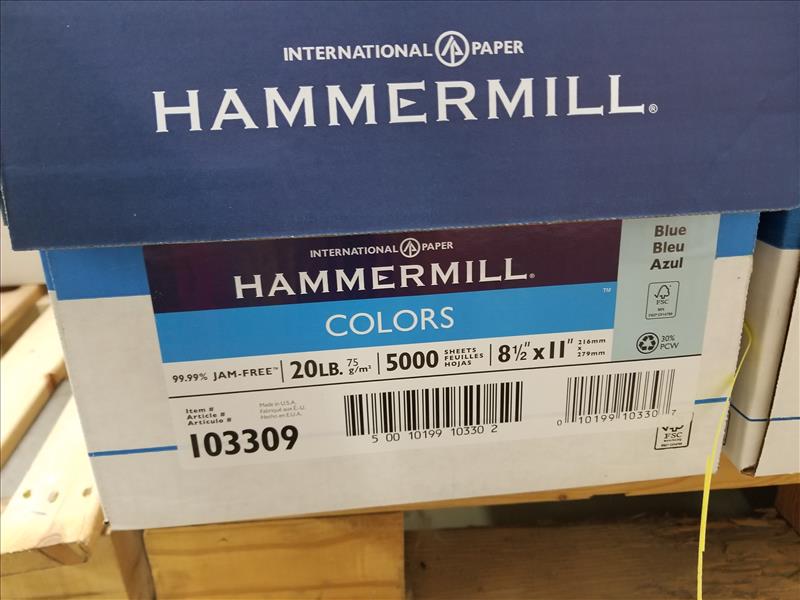 INTERNATIONAL PAPER
HAMMERMILL®
INTERNATIONAL PAPER
HAMMERMILL®
COLORS™
Blue
Bleu
Azul
FSC
30%
PCW
99.99% JAM-FREE™
20LB. 75 g/m²
5000 SHEETS FEUILLES HOJAS
8½" x 11" 216mm x 279mm
Item #
Article #
Artículo #
103309
Made in U.S.A.
Fabriqué aux É.-U.
Hecho en E.U.A.
5 00 10199 10330 2
0 10199 10330 7
FSC